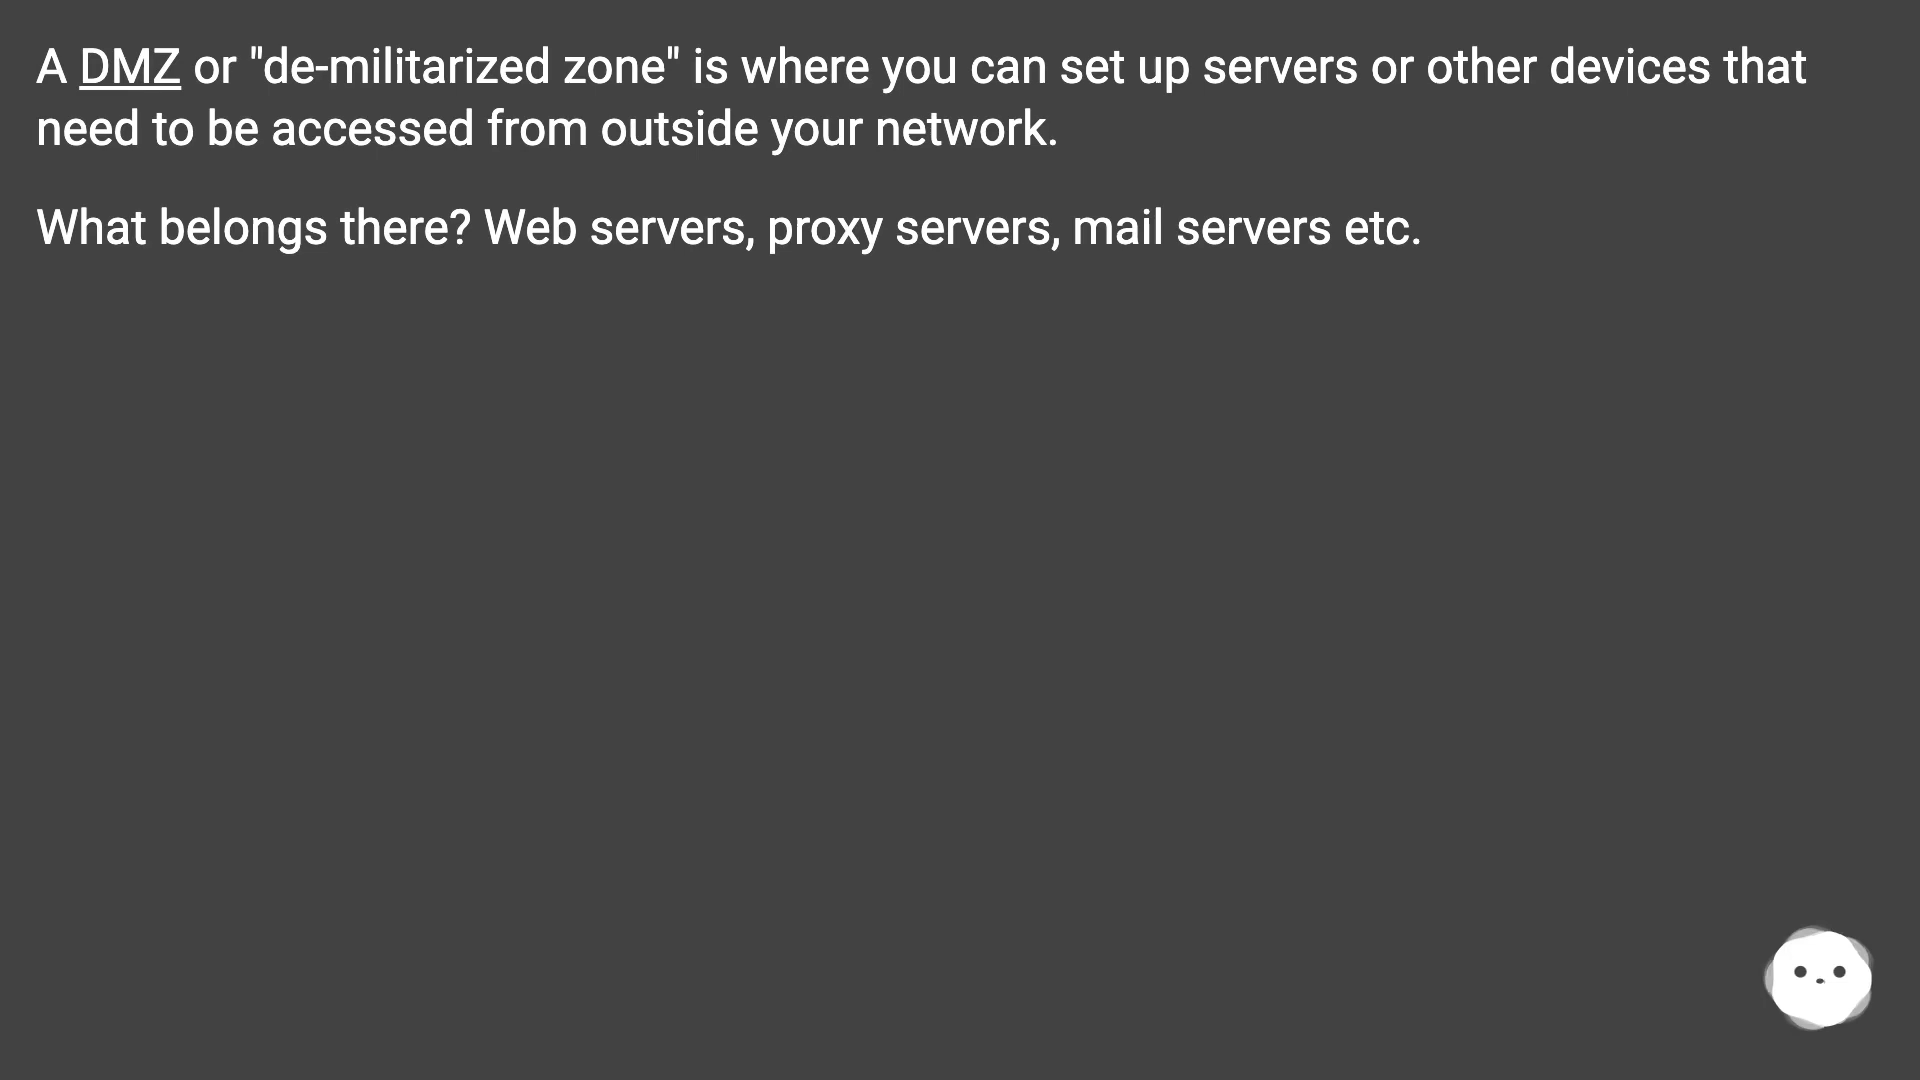 A DMZ or "de-militarized zone" is where you can set up servers or other devices that
need to be accessed from outside your network.
What belongs there? Web servers, proxy servers, mail servers etc.